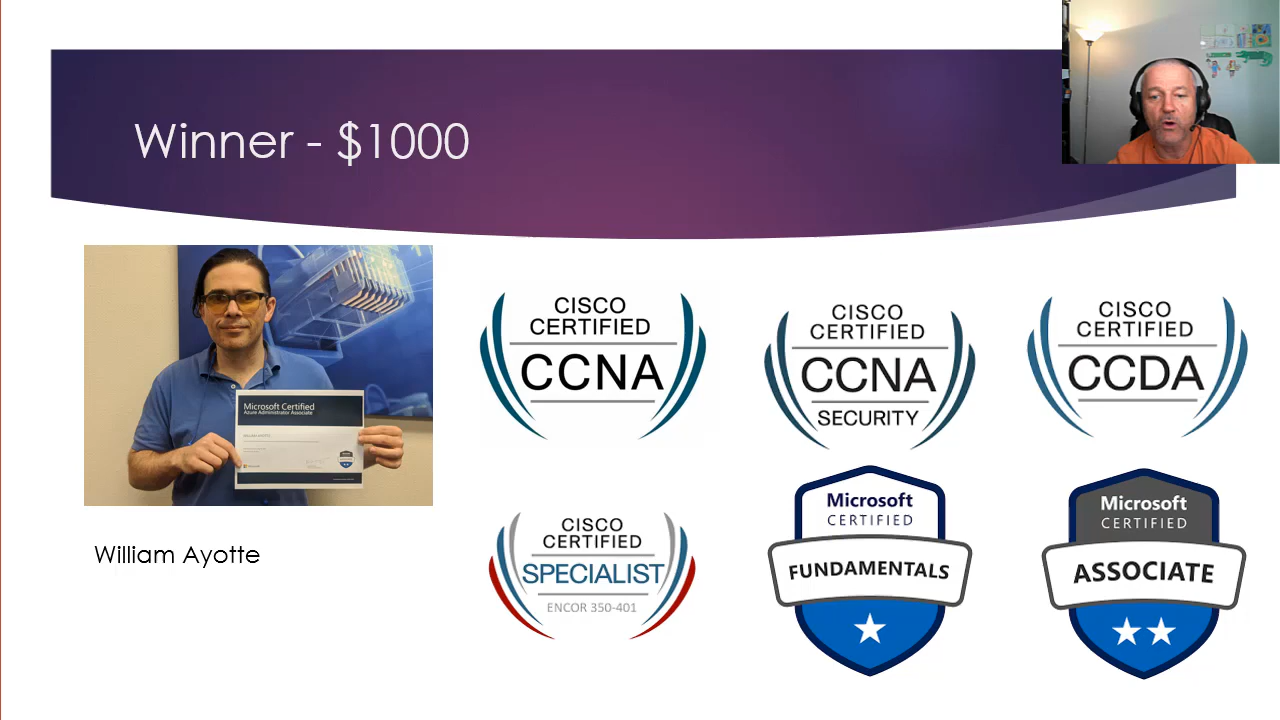 Winner - $1000
Microsoft Certified
Azure Administrator Associate
William Ayotte
CISCO
CERTIFIED
CCNA
CISCO
CERTIFIED
CCNA
SECURITY
CISCO
CERTIFIED
CCDA
CISCO
CERTIFIED
SPECIALIST
ENCOR 350-401
Microsoft
CERTIFIED
FUNDAMENTALS
Microsoft
CERTIFIED
ASSOCIATE